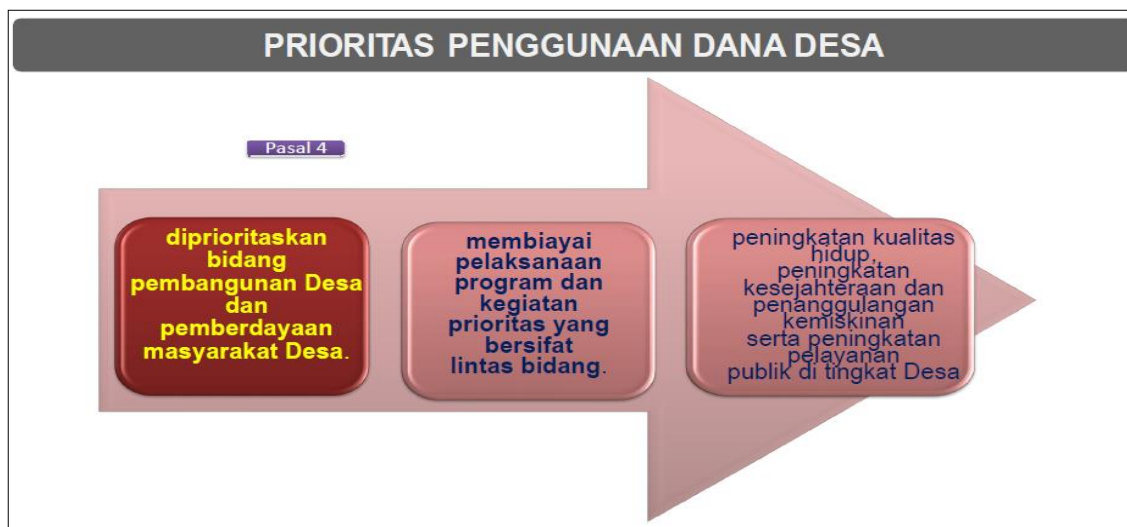 PRIORITAS PENGGUNAAN DANA DESA
Pasal 4
diprioritaskan
bidang
pembangunan Desa
dan
pemberdayaan
masyarakat Desa.
membiayai
pelaksanaan
program dan
kegiatan
prioritas yang
bersifat
lintas bidang.
peningkatan kualitas
hidup,
peningkatan
kesejahteraan dan
penanggulangan
kemiskinan
serta peningkatan
pelayanan
publik di tingkat Desa